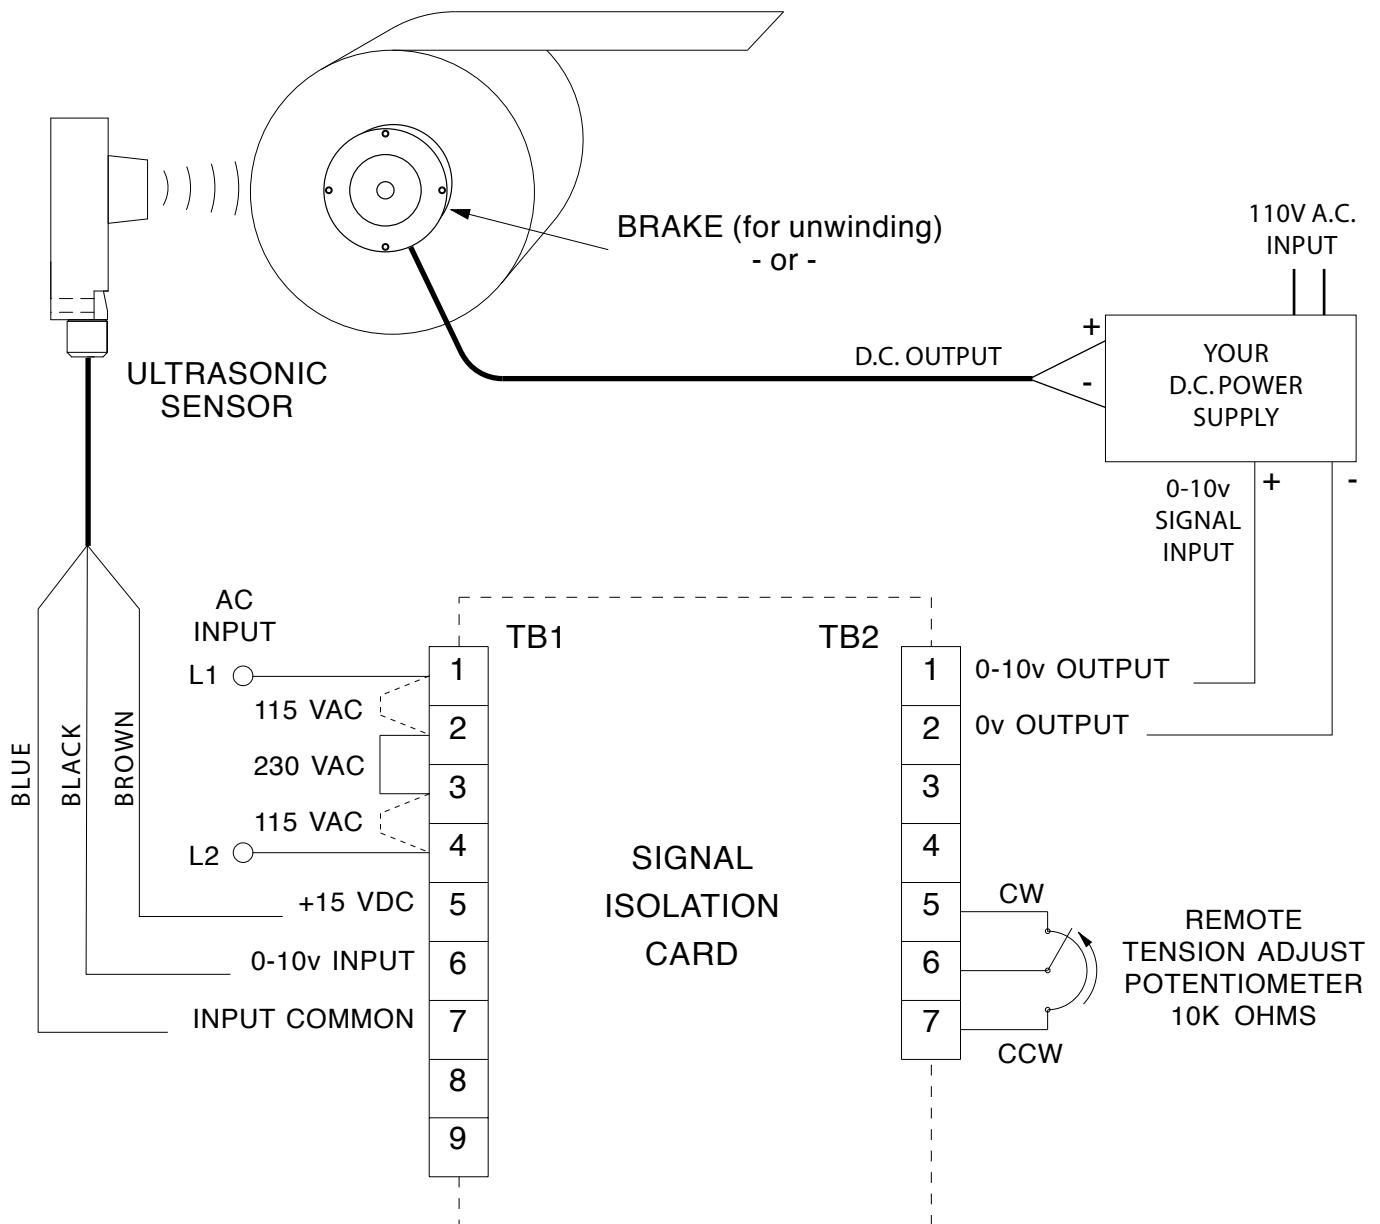 BRAKE (for unwinding)
- or -
110V A.C.
INPUT
ULTRASONIC
SENSOR
D.C. OUTPUT
+
-
YOUR
D.C. POWER
SUPPLY
0-10v
SIGNAL
INPUT
+
-
BLUE
BLACK
BROWN
AC
INPUT
L1
115 VAC
230 VAC
115 VAC
L2
+15 VDC
0-10v INPUT
INPUT COMMON
TB1
1
2
3
4
5
6
7
8
9
SIGNAL
ISOLATION
CARD
TB2
1
2
3
4
5
6
7
0-10v OUTPUT
0v OUTPUT
CW
CCW
REMOTE
TENSION ADJUST
POTENTIOMETER
10K OHMS